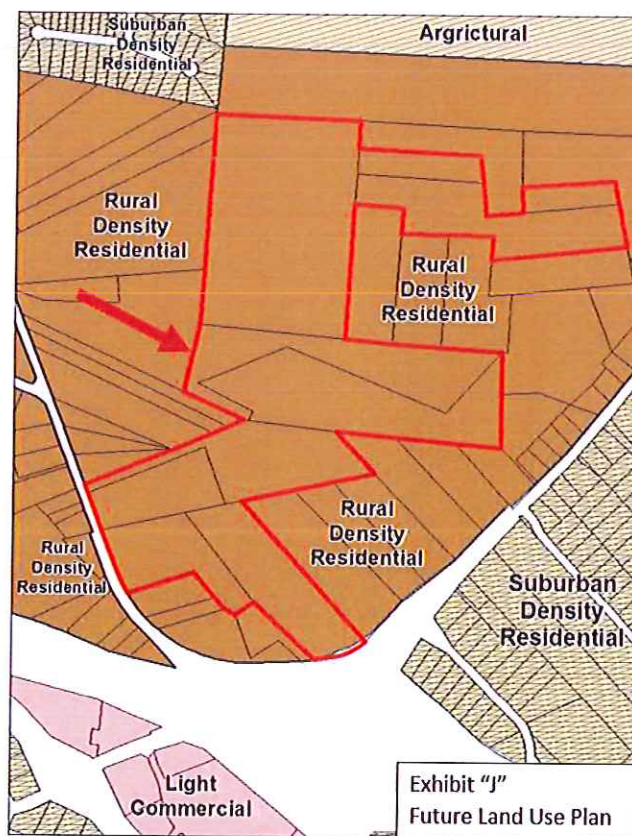 Suburban
Density
Residential
Argrictural
Rural
Density
Residential
Rural
Density
Residential
Rural
Density
Residential
Rural
Density
Residential
Suburban
Density
Residential
Light
Commercial
Exhibit "J"
Future Land Use Plan